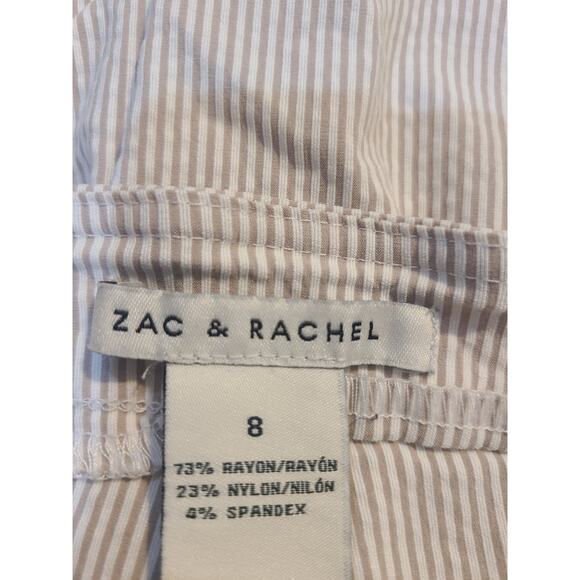 ZAC & RACHEL
8
73% RAYON/RAYÓN
23% NYLON/NILÓN
4% SPANDEX